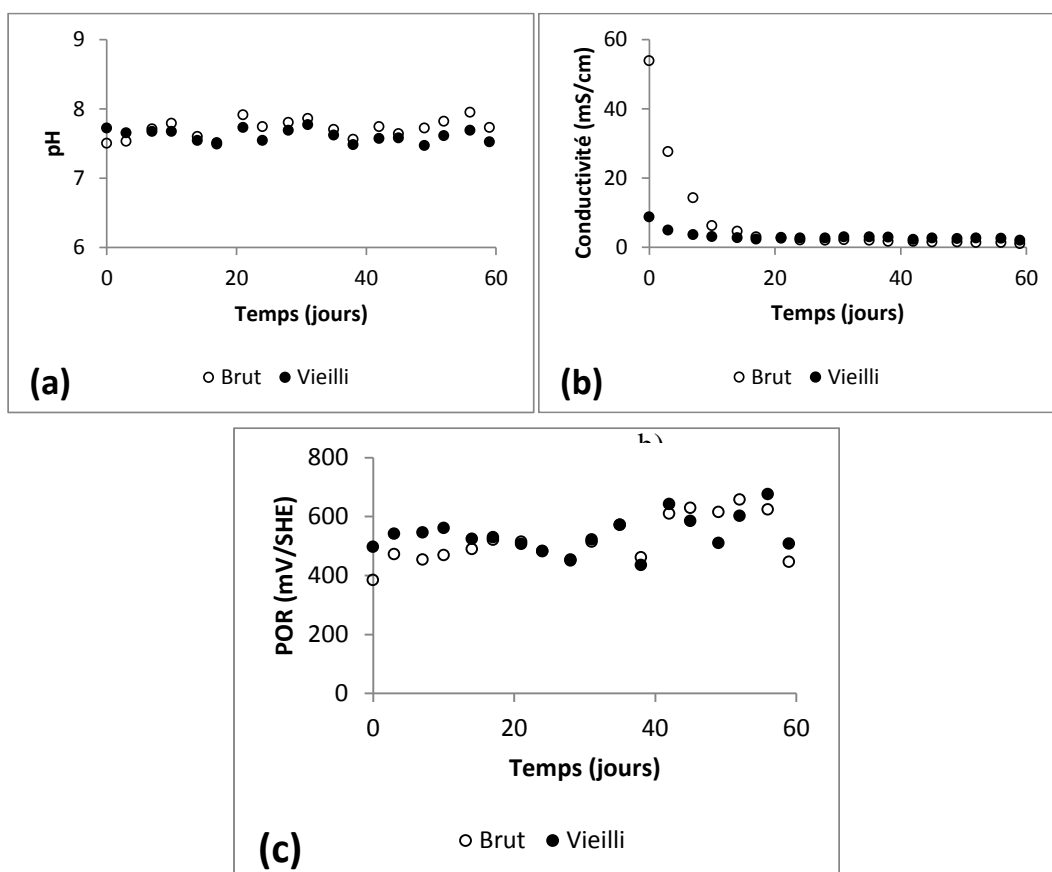 9
8
7
6
pH
0 20 40 60
Temps (jours)
Brut Vieilli
(a)
60
40
20
0
Conductivité (mS/cm)
0 20 40 60
Temps (jours)
Brut Vieilli
(b)
800
600
400
200
0
POR (mV/SHE)
0 20 40 60
Temps (jours)
Brut Vieilli
(c)